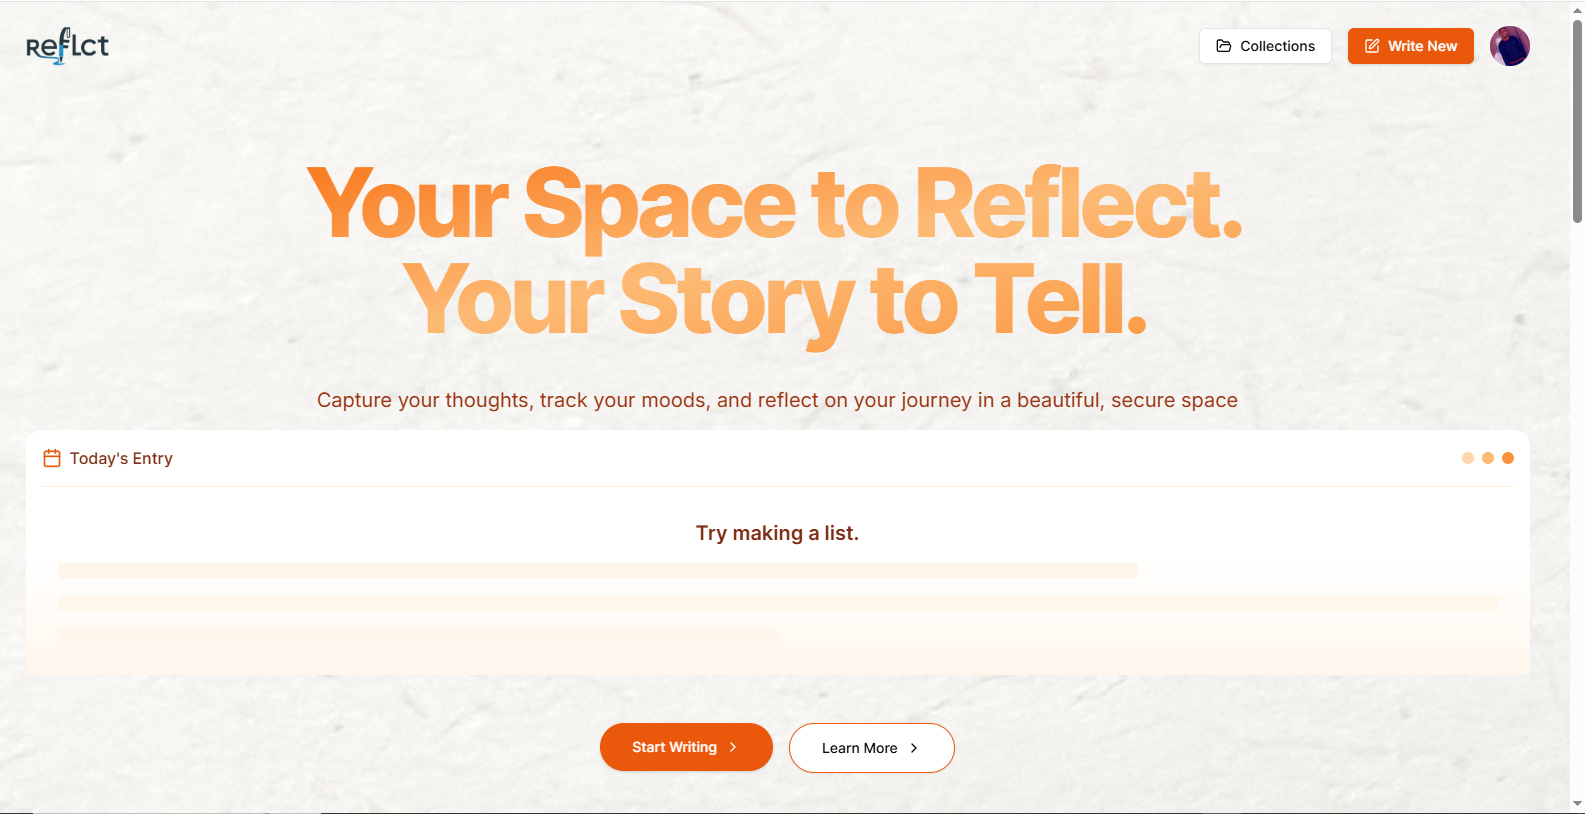 Reflct
Collections
Write New
Your Space to Reflect.
Your Story to Tell.
Capture your thoughts, track your moods, and reflect on your journey in a beautiful, secure space
Today's Entry
Try making a list.
Start Writing
Learn More